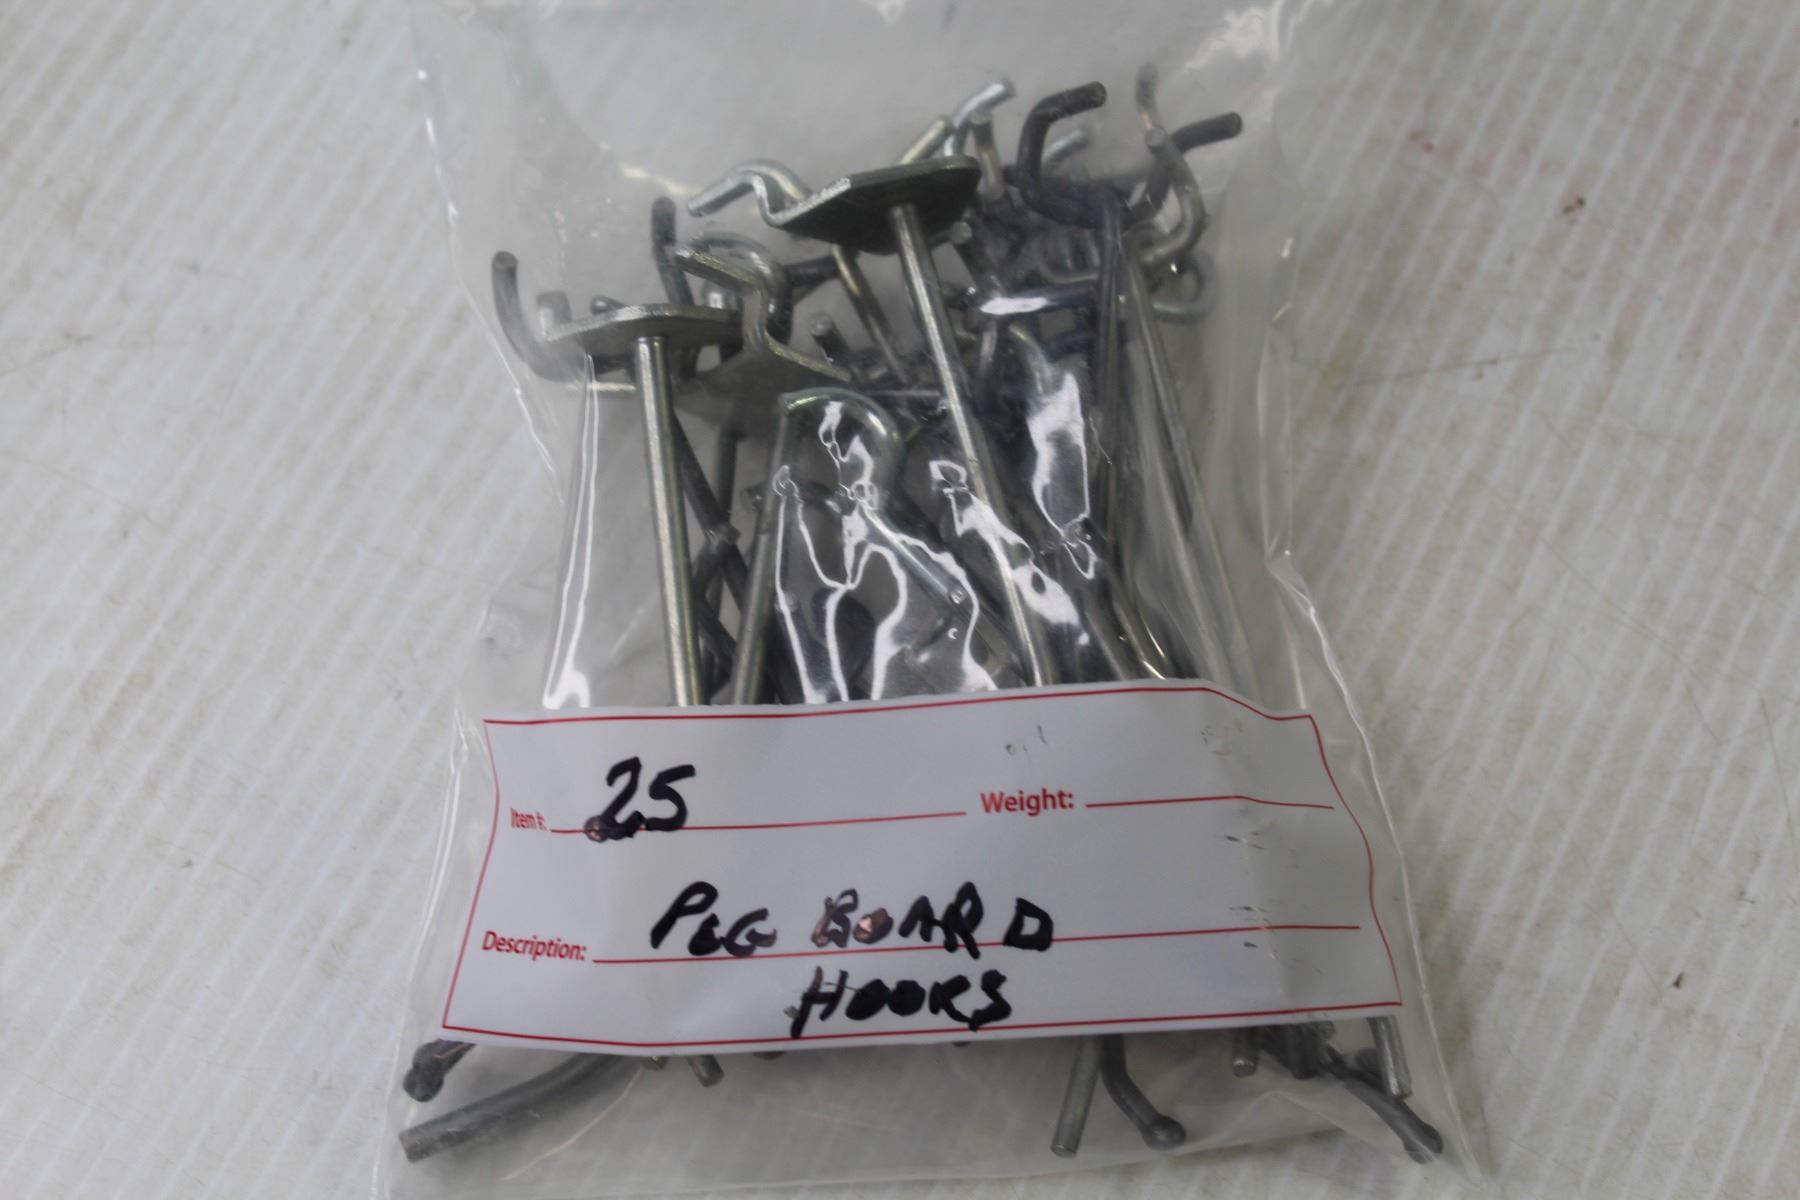 Item #: 25 Weight:
Description: PEG BOARD
HOOKS